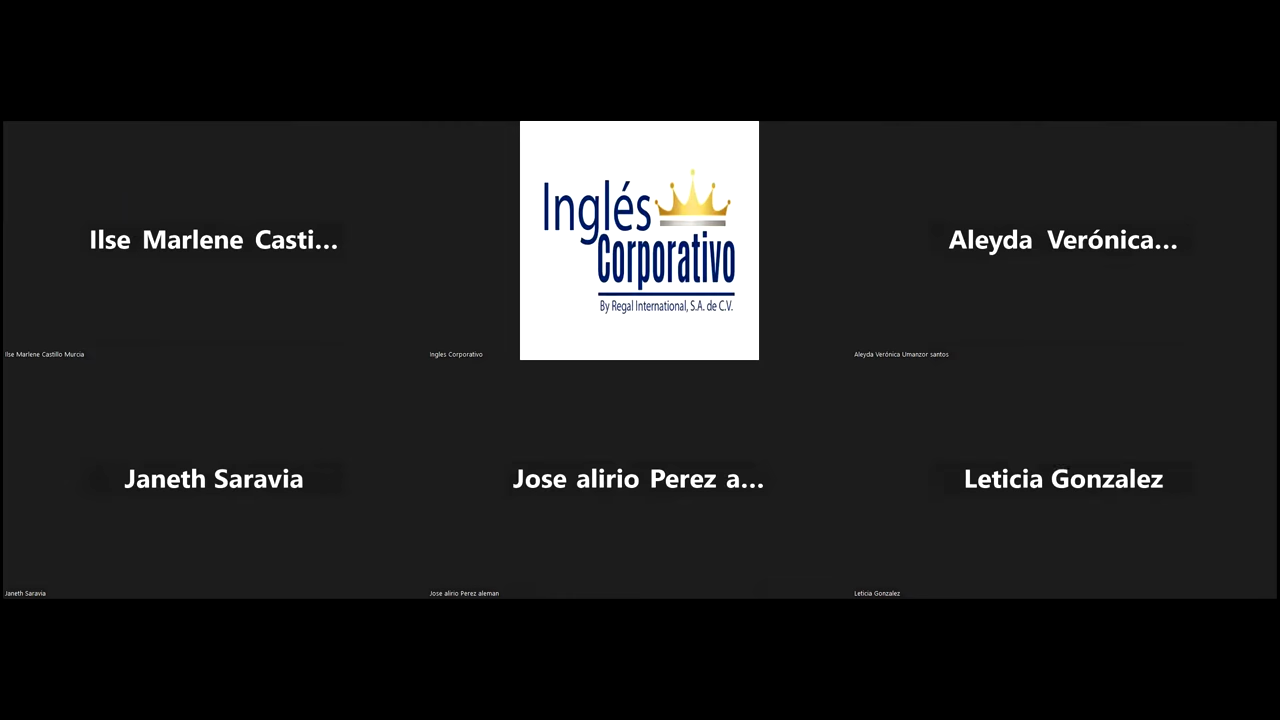 Ilse Marlene Casti...
Ilse Marlene Castillo Murcia
Inglés
Corporativo
By Regal International, S.A. de C.V.
Ingles Corporativo
Aleyda Verónica...
Aleyda Verónica Umanzor santos
Janeth Saravia
Janeth Saravia
Jose alirio Perez a...
Jose alirio Perez aleman
Leticia Gonzalez
Leticia Gonzalez